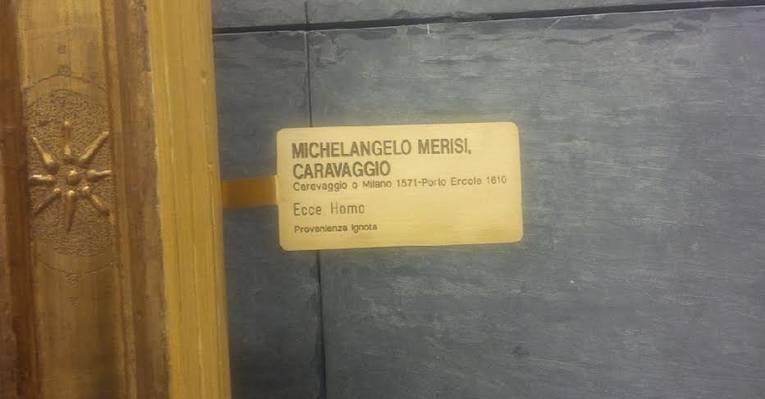 MICHELANGELO MERISI,
CARAVAGGIO
Caravaggio o Milano 1571-Porto Ercole 1610
Ecce Homo
Provenienza Ignota